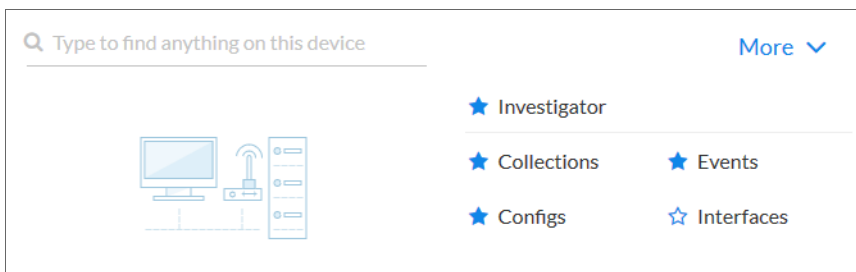 Type to find anything on this device
More
Investigator
Collections
Events
Configs
Interfaces